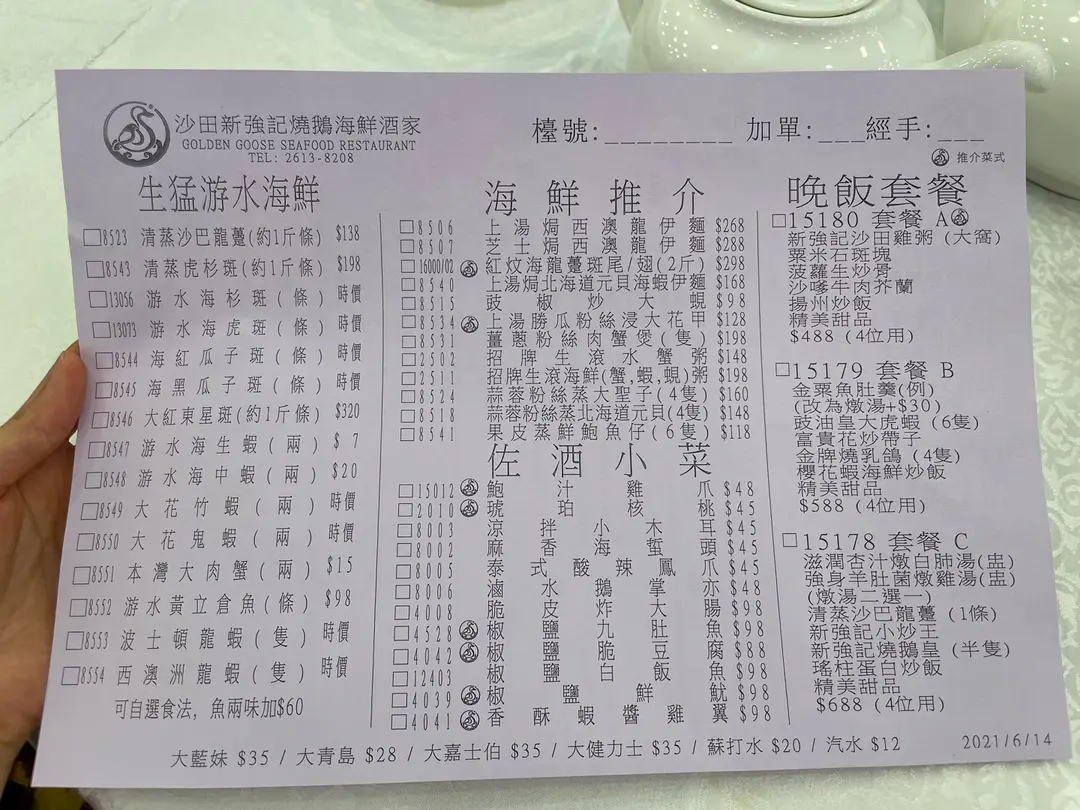 沙田新強記燒鵝海鮮酒家
GOLDEN GOOSE SEAFOOD RESTAURANT
TEL: 2613-8208
檯號:________ 加單:___經手:___
推介菜式
生猛游水海鮮
8523 清蒸沙巴龍躉(約1斤條) $138
8543 清蒸虎杉斑(約1斤條) $198
13056 游水海杉斑(條) 時價
13073 游水海虎斑(條) 時價
8544 海紅瓜子斑(條) 時價
8545 海黑瓜子斑(條) 時價
8546 大紅東星斑(約1斤條) $320
8547 游水海生蝦(兩) $ 7
8548 游水海中蝦(兩) $20
8549 大花竹蝦(兩) 時價
8550 大花鬼蝦(兩) 時價
8551 本灣大肉蟹(兩) $15
8552 游水黃立倉魚(條) $98
8553 波士頓龍蝦(隻) 時價
8554 西澳洲龍蝦(隻) 時價
可自選食法, 魚兩味加$60
海鮮推介
8506 上湯焗西澳龍伊麵 $268
8507 芝士焗西澳龍伊麵 $288
16000/02 紅炆海龍躉斑尾/翅(2斤) $298
8540 上湯焗北海道元貝海蝦伊麵 $168
8515 豉椒炒大蜆 $98
8534 上湯勝瓜粉絲浸大花甲 $128
8531 薑蔥粉絲肉蟹煲(隻) $198
2502 招牌生滾水蟹粥 $148
2511 招牌生滾海鮮(蟹,蝦,蜆)粥 $198
8524 蒜蓉粉絲蒸大聖子(4隻) $160
8518 蒜蓉粉絲蒸北海道元貝(4隻) $148
8541 果皮蒸鮮鮑魚仔(6隻) $118
佐酒小菜
15012 鮑汁雞爪 $48
2010 琥珀核桃 $45
8003 涼拌小木耳 $45
8002 麻香海蜇頭 $45
8005 泰式酸辣鳳爪 $45
8006 滷水鵝掌亦 $48
4008 脆皮炸大腸 $98
4528 椒鹽九肚魚 $98
4042 椒鹽脆豆腐 $88
12403 椒鹽白飯魚 $98
4039 椒鹽鮮魷 $98
4041 香酥蝦醬雞翼 $98
晚飯套餐
15180 套餐 A
新強記沙田雞粥 (大窩)
粟米石斑塊
菠蘿生炒骨
沙嗲牛肉芥蘭
揚州炒飯
精美甜品
$488 (4位用)
15179 套餐 B
金粟魚肚羹(例)
(改為燉湯+$30)
豉油皇大虎蝦 (6隻)
富貴花炒帶子
金牌燒乳鴿 (4隻)
櫻花蝦海鮮炒飯
精美甜品
$588 (4位用)
15178 套餐 C
滋潤杏汁燉白肺湯(盅)
強身羊肚菌燉雞湯(盅)
(燉湯二選一)
清蒸沙巴龍躉 (1條)
新強記小炒王
新強記燒鵝皇 (半隻)
瑤柱蛋白炒飯
精美甜品
$688 (4位用)
大藍妹 $35 / 大青島 $28 / 大嘉士伯 $35 / 大健力士 $35 / 蘇打水 $20 / 汽水 $12
2021/6/14